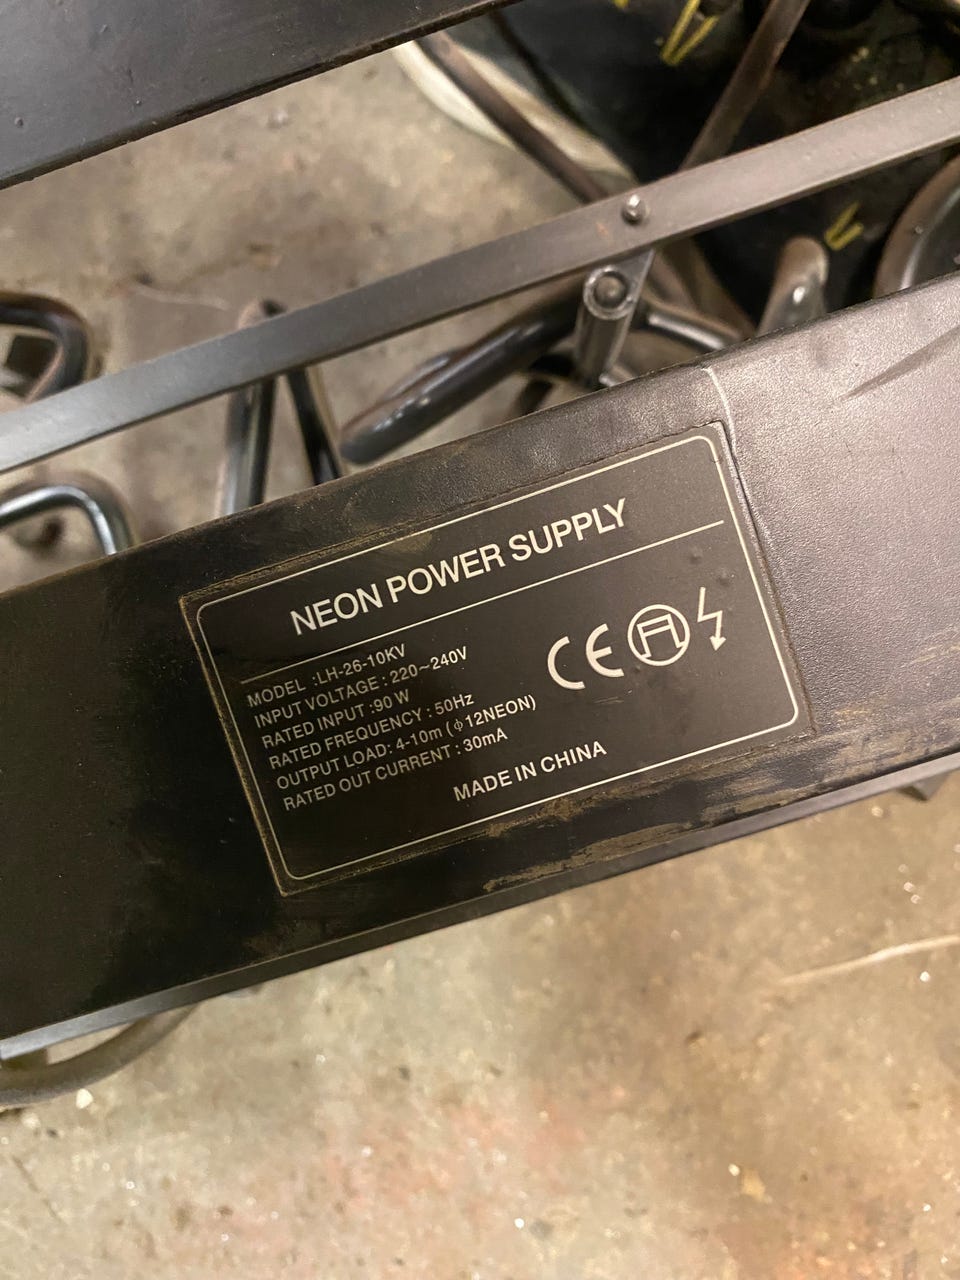 NEON POWER SUPPLY
MODEL :LH-26-10KV
INPUT VOLTAGE : 220~240V
RATED INPUT :90 W
RATED FREQUENCY : 50Hz
OUTPUT LOAD: 4-10m (ϕ12NEON)
RATED OUT CURRENT : 30mA
CE
MADE IN CHINA